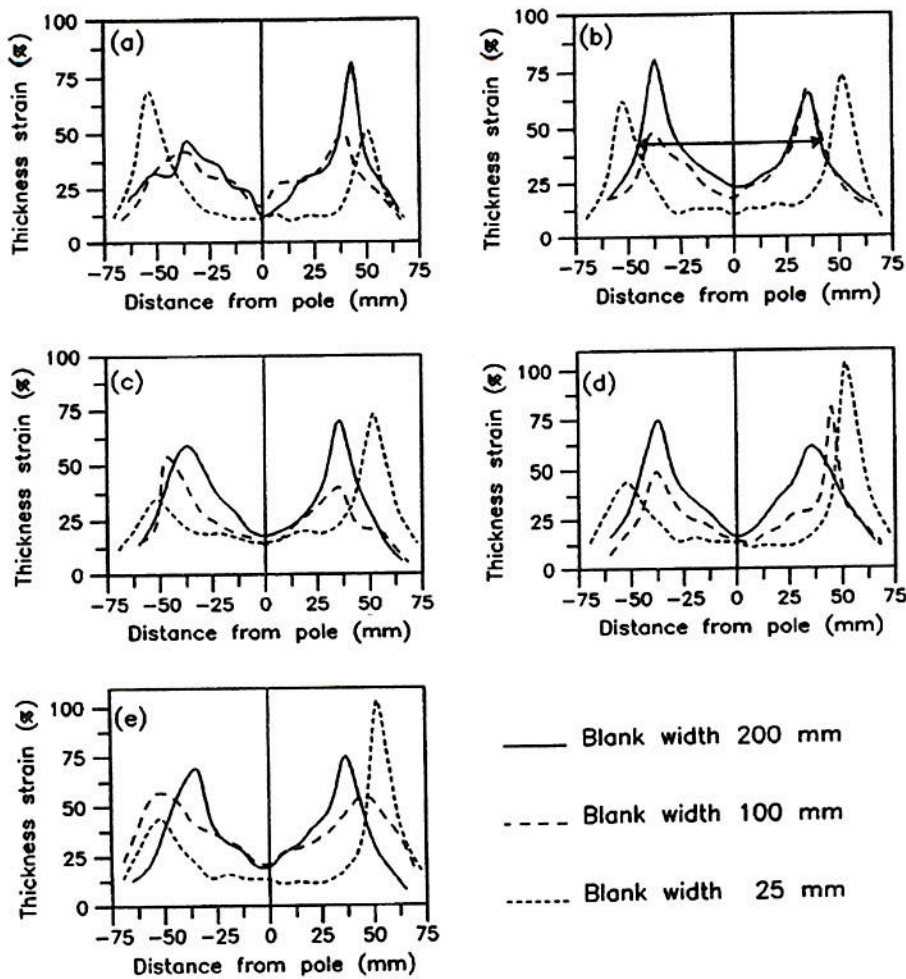 (a)
Thickness strain (%)
100
75
50
25
0
−75 −50 −25 0 25 50 75
Distance from pole (mm)
(b)
Thickness strain (%)
100
75
50
25
0
−75 −50 −25 0 25 50 75
Distance from pole (mm)
(c)
Thickness strain (%)
100
75
50
25
0
−75 −50 −25 0 25 50 75
Distance from pole (mm)
(d)
Thickness strain (%)
100
75
50
25
0
−75 −50 −25 0 25 50 75
Distance from pole (mm)
(e)
Thickness strain (%)
100
75
50
25
0
−75 −50 −25 0 25 50 75
Distance from pole (mm)
Blank width 200 mm
Blank width 100 mm
Blank width 25 mm